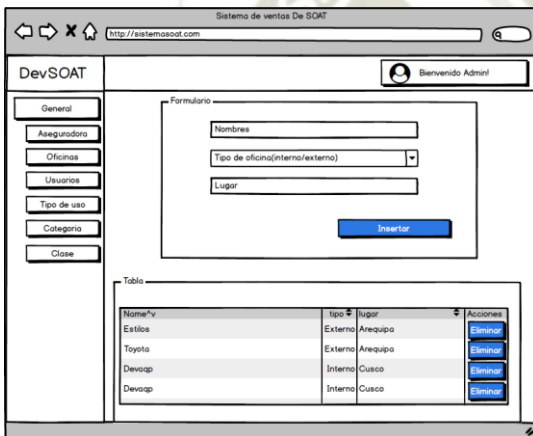 Sistema de ventas De SOAT
http://sistemasoat.com
DevSOAT
Bienvenido Admin!
General
Aseguradora
Oficinas
Usuarios
Tipo de uso
Categoria
Clase
Formulario
Nombres
Tipo de oficina(interno/externo)
Lugar
Insertar
Tabla
Name^v tipo lugar Acciones
Estilos Externo Arequipa Eliminar
Toyota Externo Arequipa Eliminar
Devaqp Interno Cusco Eliminar
Devaqp Interno Cusco Eliminar